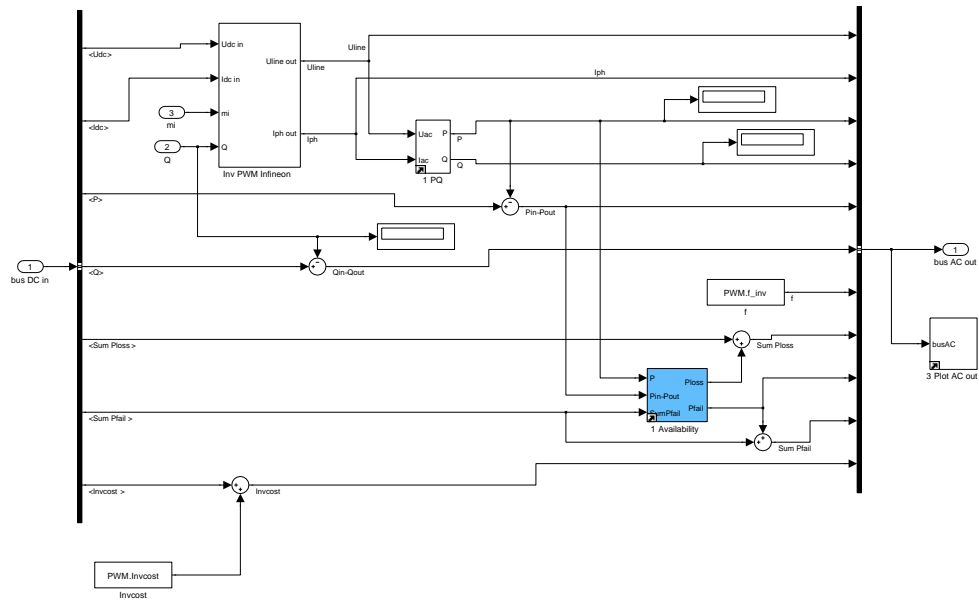 Uline
<Udc>
Udc in
Uline out
Uline
Idc in
Iph
<Idc>
3
mi
mi
2
Q
Q
Iph out
Iph
Inv PWM Infineon
Uac
P
P
Iac
Q
Q
1 PQ
<P>
Pin-Pout
1
bus DC in
<Q>
Qin-Qout
1
bus AC out
PWM.f_inv
f
f
<Sum Ploss >
Sum Ploss
busAC
3 Plot AC out
P
Ploss
Pin-Pout
Pfail
SumPfail
1 Availability
<Sum Pfail >
Sum Pfail
<Invcost >
Invcost
PWM.Invcost
Invcost